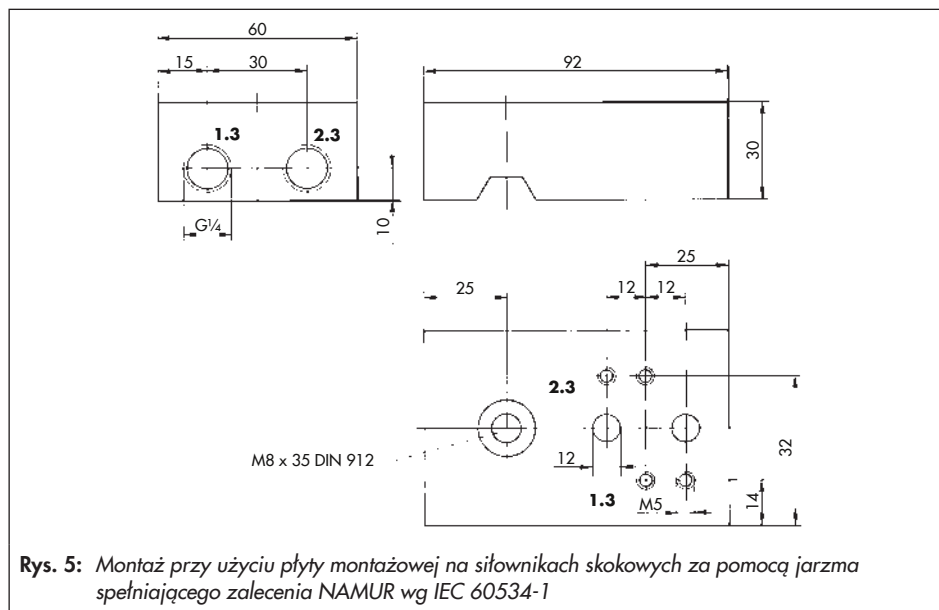 60
15 30
92
1.3 2.3
30
G¼
10
25
25
12 12
2.3
M8 x 35 DIN 912
12
32
1.3
M5
14
Rys. 5: Montaż przy użyciu płyty montażowej na siłownikach skokowych za pomocą jarzma
spełniającego zalecenia NAMUR wg IEC 60534-1